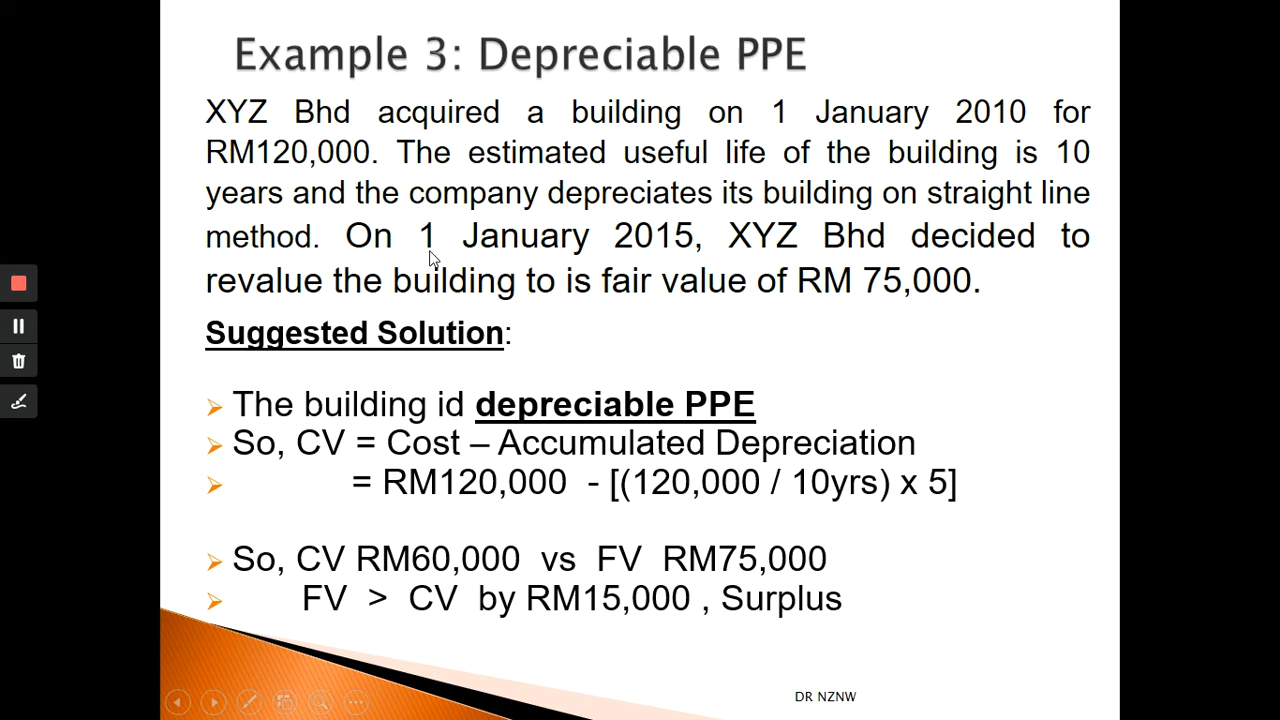 Example 3: Depreciable PPE
XYZ Bhd acquired a building on 1 January 2010 for
RM120,000. The estimated useful life of the building is 10
years and the company depreciates its building on straight line
method. On 1 January 2015, XYZ Bhd decided to
revalue the building to is fair value of RM 75,000.
Suggested Solution:
The building id depreciable PPE
So, CV = Cost – Accumulated Depreciation
= RM120,000 - [(120,000 / 10yrs) x 5]
So, CV RM60,000 vs FV RM75,000
FV > CV by RM15,000 , Surplus
DR NZNW